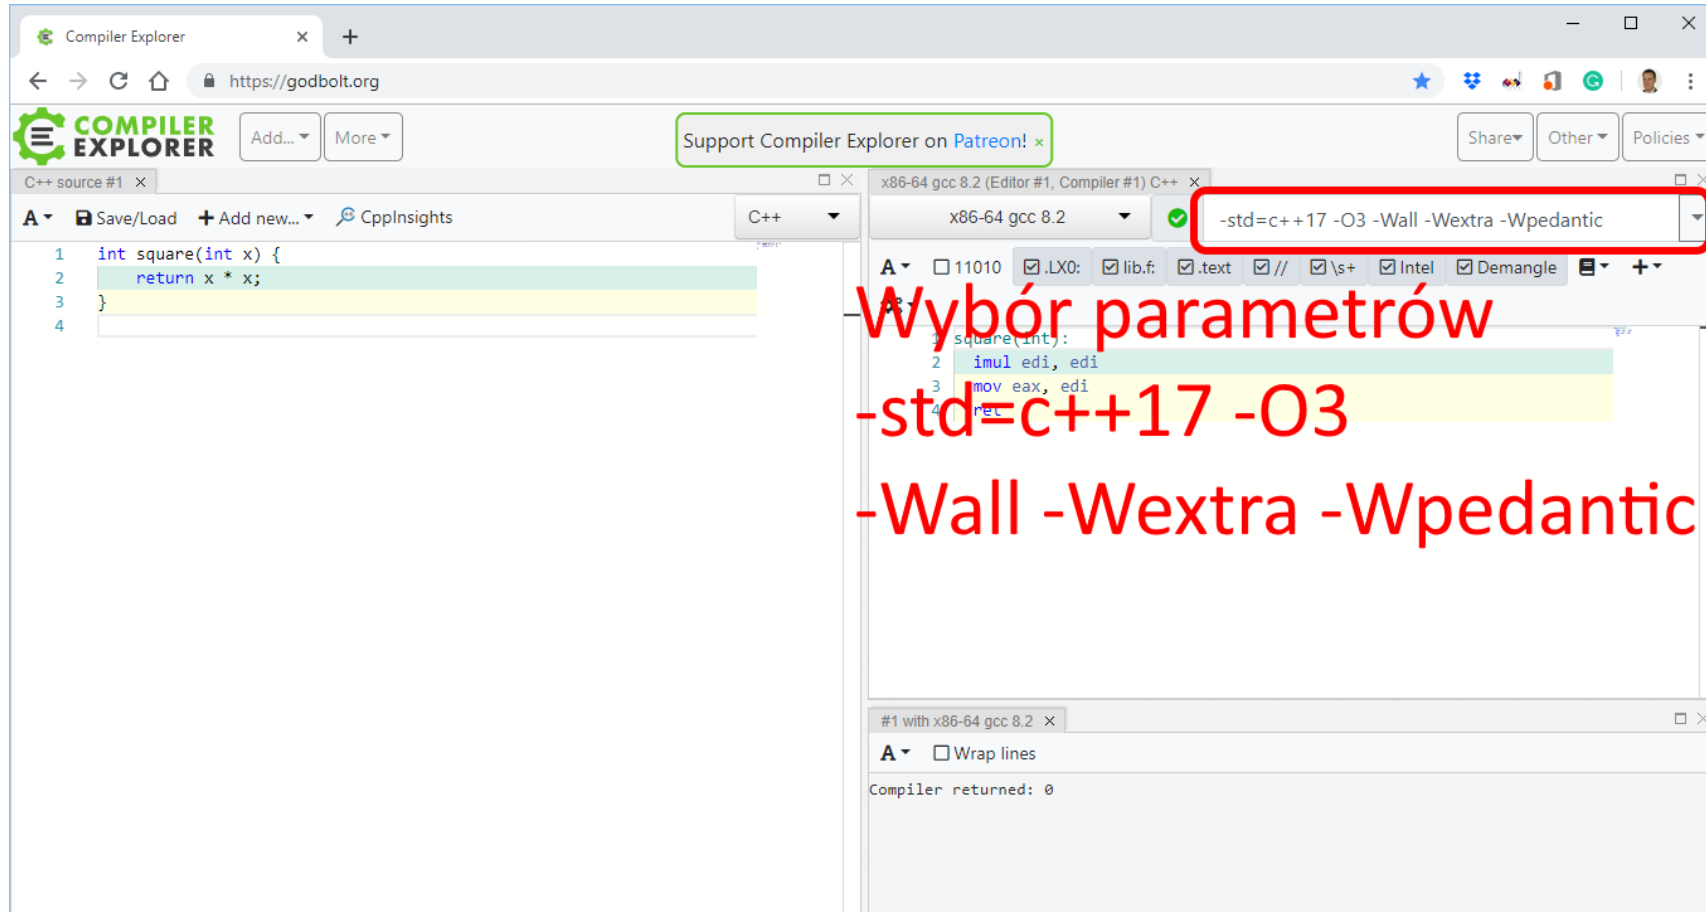 Compiler Explorer
https://godbolt.org
COMPILER
EXPLORER
Add...
More
Support Compiler Explorer on Patreon! ×
Share
Other
Policies
C++ source #1
x86-64 gcc 8.2 (Editor #1, Compiler #1) C++
A
Save/Load
Add new...
CppInsights
C++
x86-64 gcc 8.2
-std=c++17 -O3 -Wall -Wextra -Wpedantic
A
11010
.LX0:
lib.f:
.text
//
\s+
Intel
Demangle
1 int square(int x) {
2 return x * x;
3 }
4
Wybór parametrów
-std=c++17 -O3
-Wall -Wextra -Wpedantic
1 square(int):
2 imul edi, edi
3 mov eax, edi
4 ret
#1 with x86-64 gcc 8.2
A
Wrap lines
Compiler returned: 0